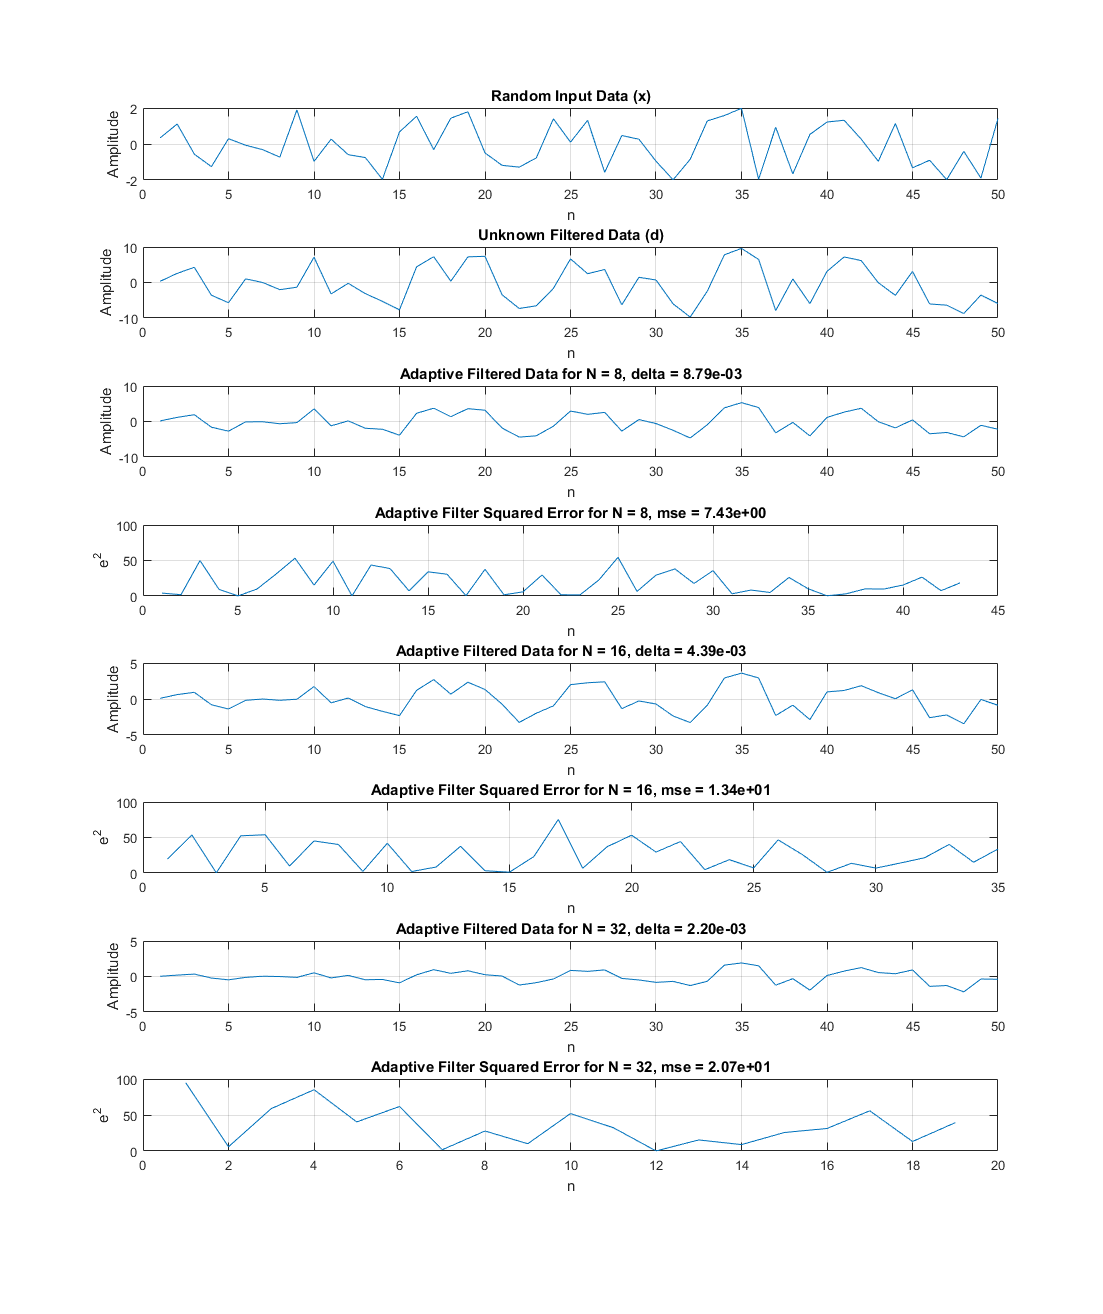 Random Input Data (x)
Amplitude
2
0
-2
0 5 10 15 20 25 30 35 40 45 50
n
Unknown Filtered Data (d)
Amplitude
10
0
-10
0 5 10 15 20 25 30 35 40 45 50
n
Adaptive Filtered Data for N = 8, delta = 8.79e-03
Amplitude
10
0
-10
0 5 10 15 20 25 30 35 40 45 50
n
Adaptive Filter Squared Error for N = 8, mse = 7.43e+00
e2
100
50
0
0 5 10 15 20 25 30 35 40 45
n
Adaptive Filtered Data for N = 16, delta = 4.39e-03
Amplitude
5
0
-5
0 5 10 15 20 25 30 35 40 45 50
n
Adaptive Filter Squared Error for N = 16, mse = 1.34e+01
e2
100
50
0
0 5 10 15 20 25 30 35
n
Adaptive Filtered Data for N = 32, delta = 2.20e-03
Amplitude
5
0
-5
0 5 10 15 20 25 30 35 40 45 50
n
Adaptive Filter Squared Error for N = 32, mse = 2.07e+01
e2
100
50
0
0 2 4 6 8 10 12 14 16 18 20
n